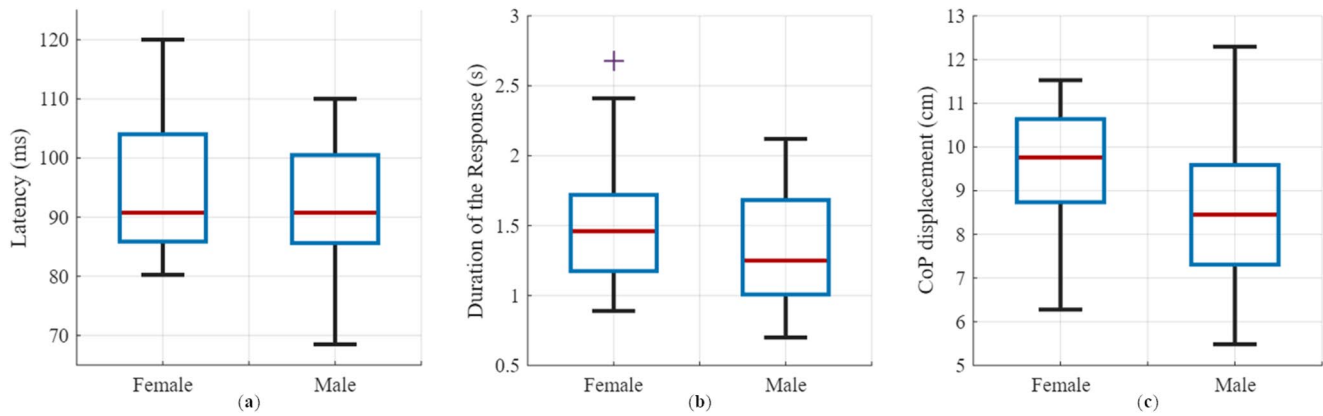 Latency (ms)
120
110
100
90
80
70
Female
Male
(a)
Duration of the Response (s)
3
2.5
2
1.5
1
0.5
Female
Male
(b)
CoP displacement (cm)
13
12
11
10
9
8
7
6
5
Female
Male
(c)